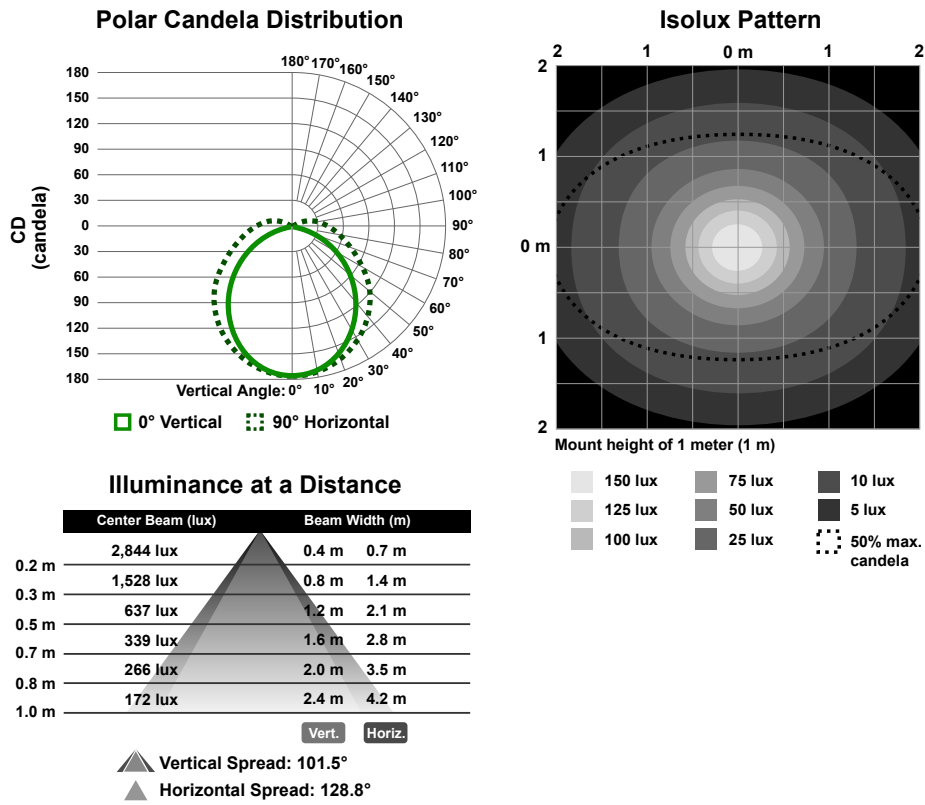 Polar Candela Distribution
180
150
120
90
60
30
0
30
60
90
120
150
180
CD
(candela)
180° 170° 160°
150°
140°
130°
120°
110°
100°
90°
80°
70°
60°
50°
40°
30°
20°
10°
Vertical Angle: 0°
0° Vertical 90° Horizontal
Isolux Pattern
2 1 0 m 1 2
2
1
0 m
1
2
Mount height of 1 meter (1 m)
150 lux 75 lux 10 lux
125 lux 50 lux 5 lux
100 lux 25 lux 50% max.
candela
Illuminance at a Distance
Center Beam (lux) Beam Width (m)
2,844 lux 0.4 m 0.7 m
0.2 m
1,528 lux 0.8 m 1.4 m
0.3 m
637 lux 1.2 m 2.1 m
0.5 m
339 lux 1.6 m 2.8 m
0.7 m
266 lux 2.0 m 3.5 m
0.8 m
172 lux 2.4 m 4.2 m
1.0 m
Vert. Horiz.
Vertical Spread: 101.5°
Horizontal Spread: 128.8°